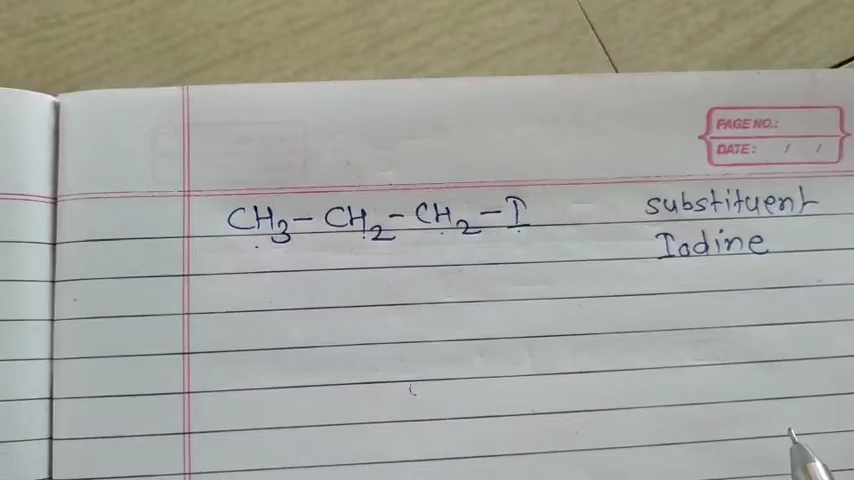 PAGE NO.:
DATE: / /
CH₃-CH₂-CH₂-I
substituent
Iodine